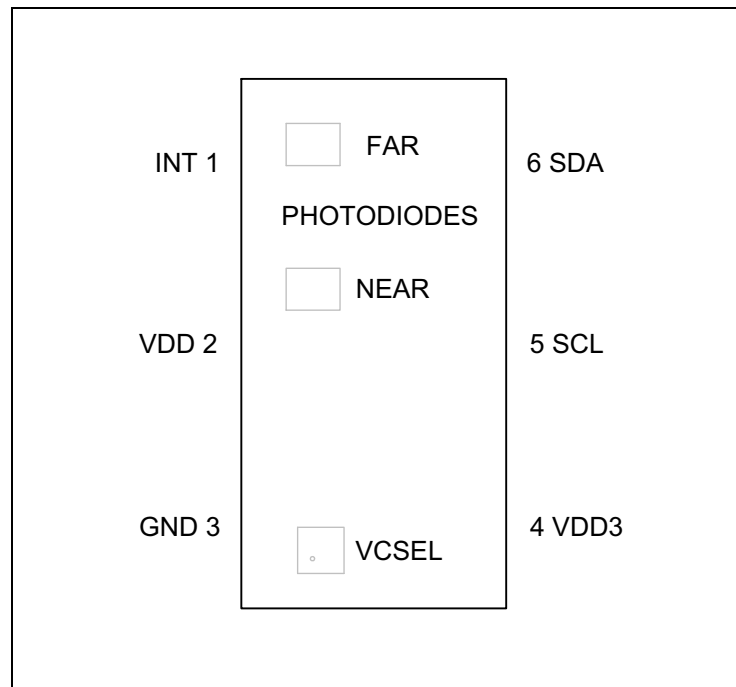 FAR
INT 1
6 SDA
PHOTODIODES
NEAR
VDD 2
5 SCL
GND 3
4 VDD3
VCSEL